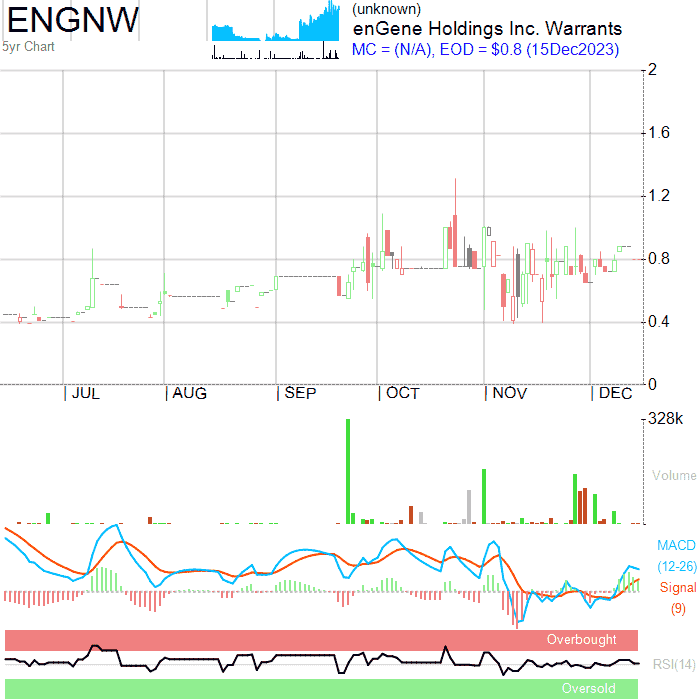 ENGNW
5yr Chart
(unknown)
enGene Holdings Inc. Warrants
MC = (N/A), EOD = $0.8 (15Dec2023)
2
1.6
1.2
0.8
0.4
0
JUL AUG SEP OCT NOV DEC
328k
Volume
MACD
(12-26)
Signal
(9)
Overbought
RSI(14)
Oversold